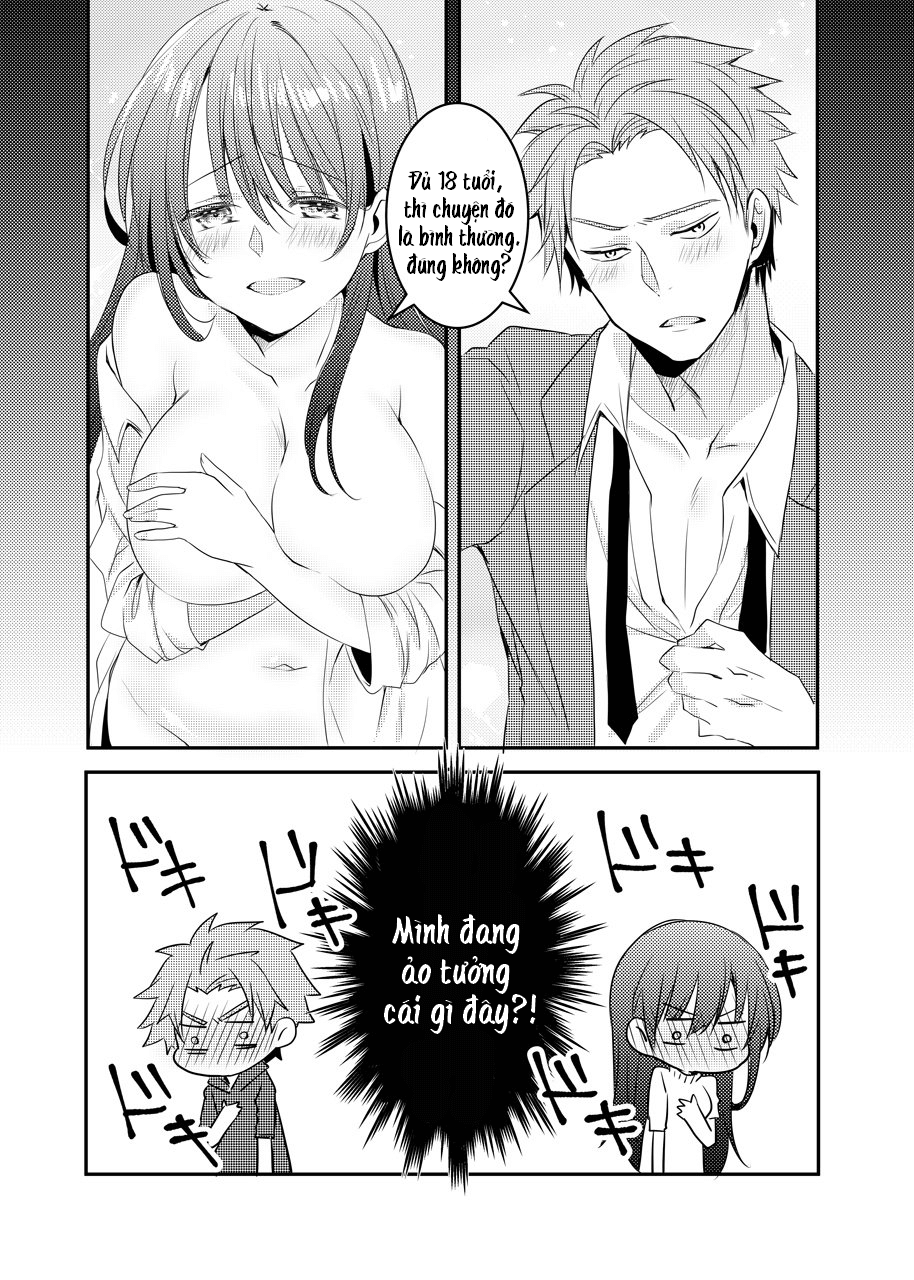 Đủ 18 tuổi,
thì chuyện đó
là bình thường.
đúng không?
ドキ
ドキ
ドキ
ドキ
Mình đang
ảo tưởng
cái gì đây?!
ドキ
ドキ